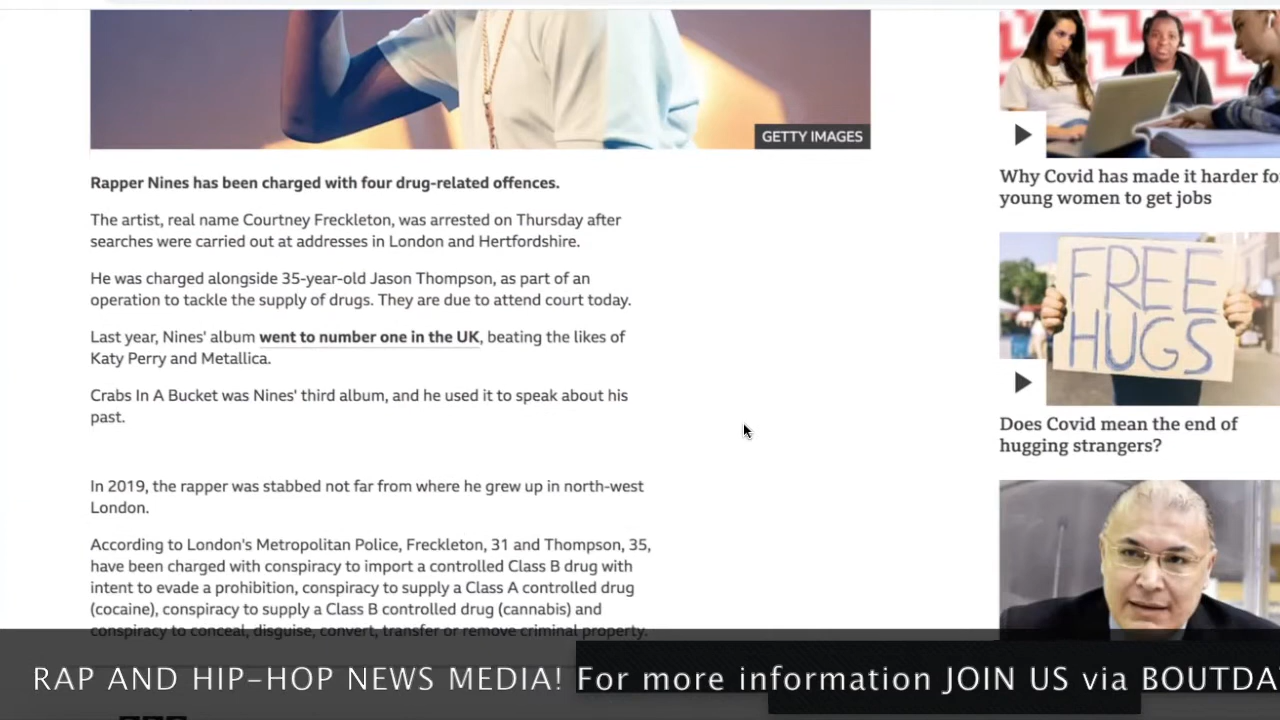 GETTY IMAGES
Rapper Nines has been charged with four drug-related offences.
The artist, real name Courtney Freckleton, was arrested on Thursday after
searches were carried out at addresses in London and Hertfordshire.
He was charged alongside 35-year-old Jason Thompson, as part of an
operation to tackle the supply of drugs. They are due to attend court today.
Last year, Nines' album went to number one in the UK, beating the likes of
Katy Perry and Metallica.
Crabs In A Bucket was Nines' third album, and he used it to speak about his
past.
In 2019, the rapper was stabbed not far from where he grew up in north-west
London.
According to London's Metropolitan Police, Freckleton, 31 and Thompson, 35,
have been charged with conspiracy to import a controlled Class B drug with
intent to evade a prohibition, conspiracy to supply a Class A controlled drug
(cocaine), conspiracy to supply a Class B controlled drug (cannabis) and
conspiracy to conceal, disguise, convert, transfer or remove criminal property.
Why Covid has made it harder fo
young women to get jobs
FREE
HUGS
Does Covid mean the end of
hugging strangers?
RAP AND HIP-HOP NEWS MEDIA! For more information JOIN US via BOUTDA